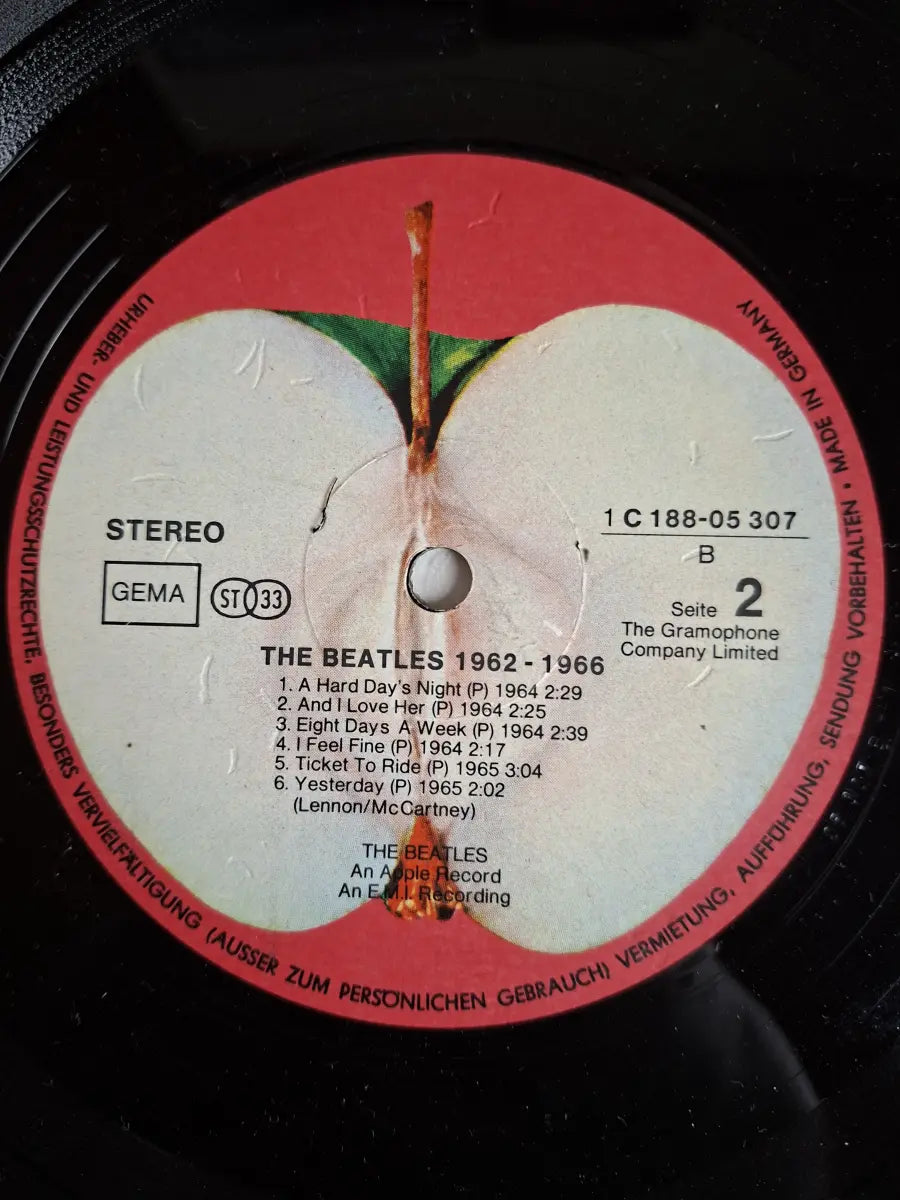 URHEBER- UND LEISTUNGSSCHUTZRECHTE, BESONDERS VERVIELFÄLTIGUNG (AUSSER ZUM PERSÖNLICHEN GEBRAUCH) VERMIETUNG, AUFFÜHRUNG, SENDUNG VORBEHALTEN • MADE IN GERMANY
STEREO
GEMA
ST 33
1 C 188-05 307
B
Seite 2
The Gramophone
Company Limited
THE BEATLES 1962 - 1966
1. A Hard Day's Night (P) 1964 2:29
2. And I Love Her (P) 1964 2:25
3. Eight Days A Week (P) 1964 2:39
4. I Feel Fine (P) 1964 2:17
5. Ticket To Ride (P) 1965 3:04
6. Yesterday (P) 1965 2:02
(Lennon/McCartney)
THE BEATLES
An Apple Record
An E.M.I. Recording